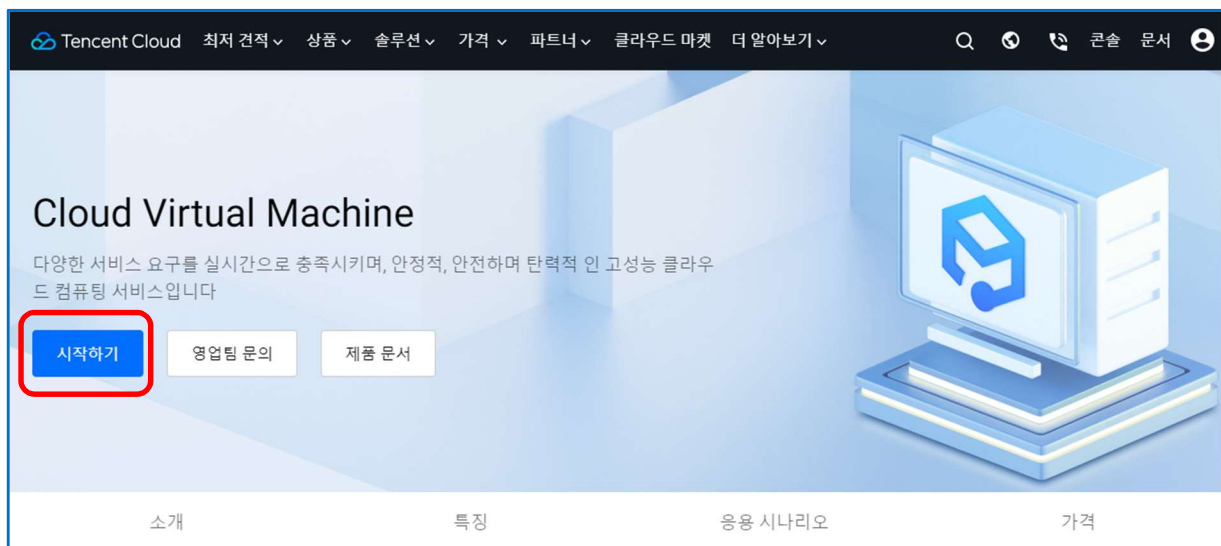 Tencent Cloud 최저 견적 상품 솔루션 가격 파트너 클라우드 마켓 더 알아보기 콘솔 문서
Cloud Virtual Machine
다양한 서비스 요구를 실시간으로 충족시키며, 안정적, 안전하며 탄력적 인 고성능 클라우
드 컴퓨팅 서비스입니다
시작하기 영업팀 문의 제품 문서
소개 특징 응용 시나리오 가격